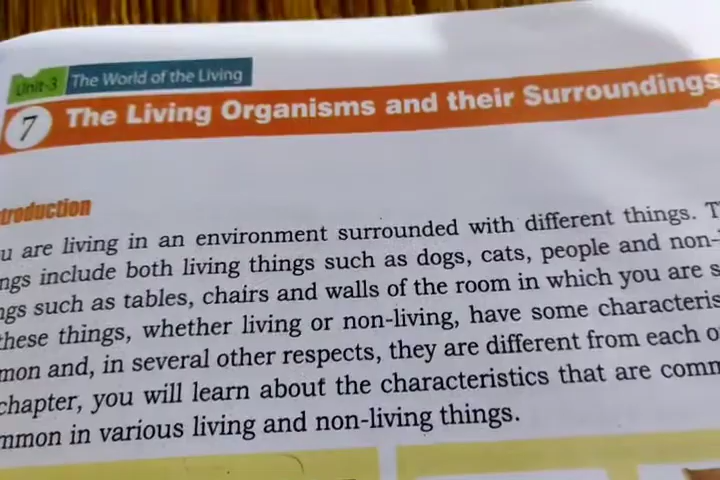 Unit-3 The World of the Living
7 The Living Organisms and their Surroundings
troduction
u are living in an environment surrounded with different things. T
ngs include both living things such as dogs, cats, people and non-
ngs such as tables, chairs and walls of the room in which you are s
these things, whether living or non-living, have some characteris
mon and, in several other respects, they are different from each o
chapter, you will learn about the characteristics that are comm
mmon in various living and non-living things.